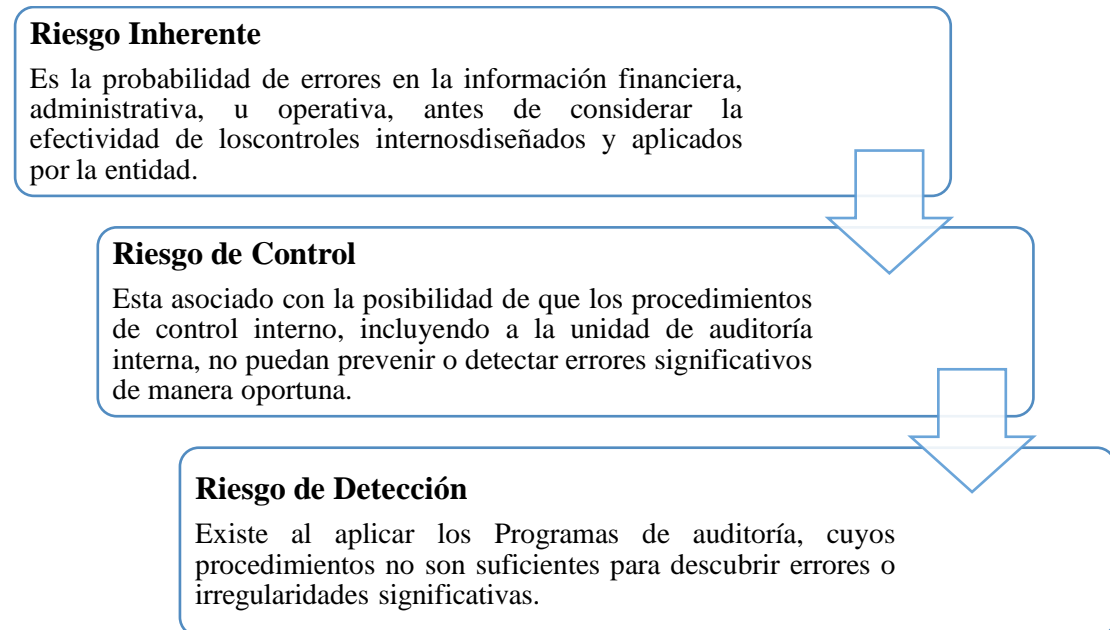 Riesgo Inherente
Es la probabilidad de errores en la información financiera,
administrativa, u operativa, antes de considerar la
efectividad de loscontroles internosdiseñados y aplicados
por la entidad.
Riesgo de Control
Esta asociado con la posibilidad de que los procedimientos
de control interno, incluyendo a la unidad de auditoría
interna, no puedan prevenir o detectar errores significativos
de manera oportuna.
Riesgo de Detección
Existe al aplicar los Programas de auditoría, cuyos
procedimientos no son suficientes para descubrir errores o
irregularidades significativas.